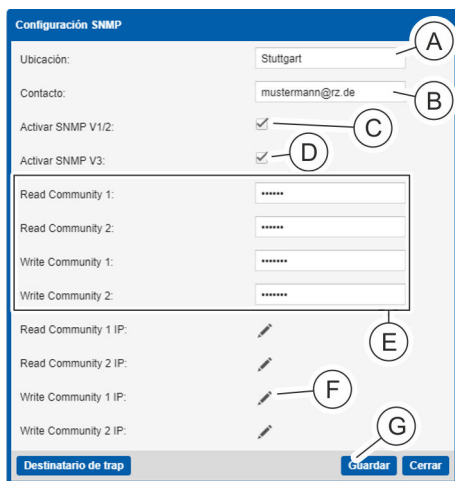 Configuración SNMP
A
Ubicación: Stuttgart
Contacto: mustermann@rz.de
B
Activar SNMP V1/2:
C
Activar SNMP V3:
D
Read Community 1: ••••••
Read Community 2: ••••••
Write Community 1: •••••••
Write Community 2: •••••••
E
Read Community 1 IP:
Read Community 2 IP:
Write Community 1 IP:
F
Write Community 2 IP:
G
Destinatario de trap Guardar Cerrar